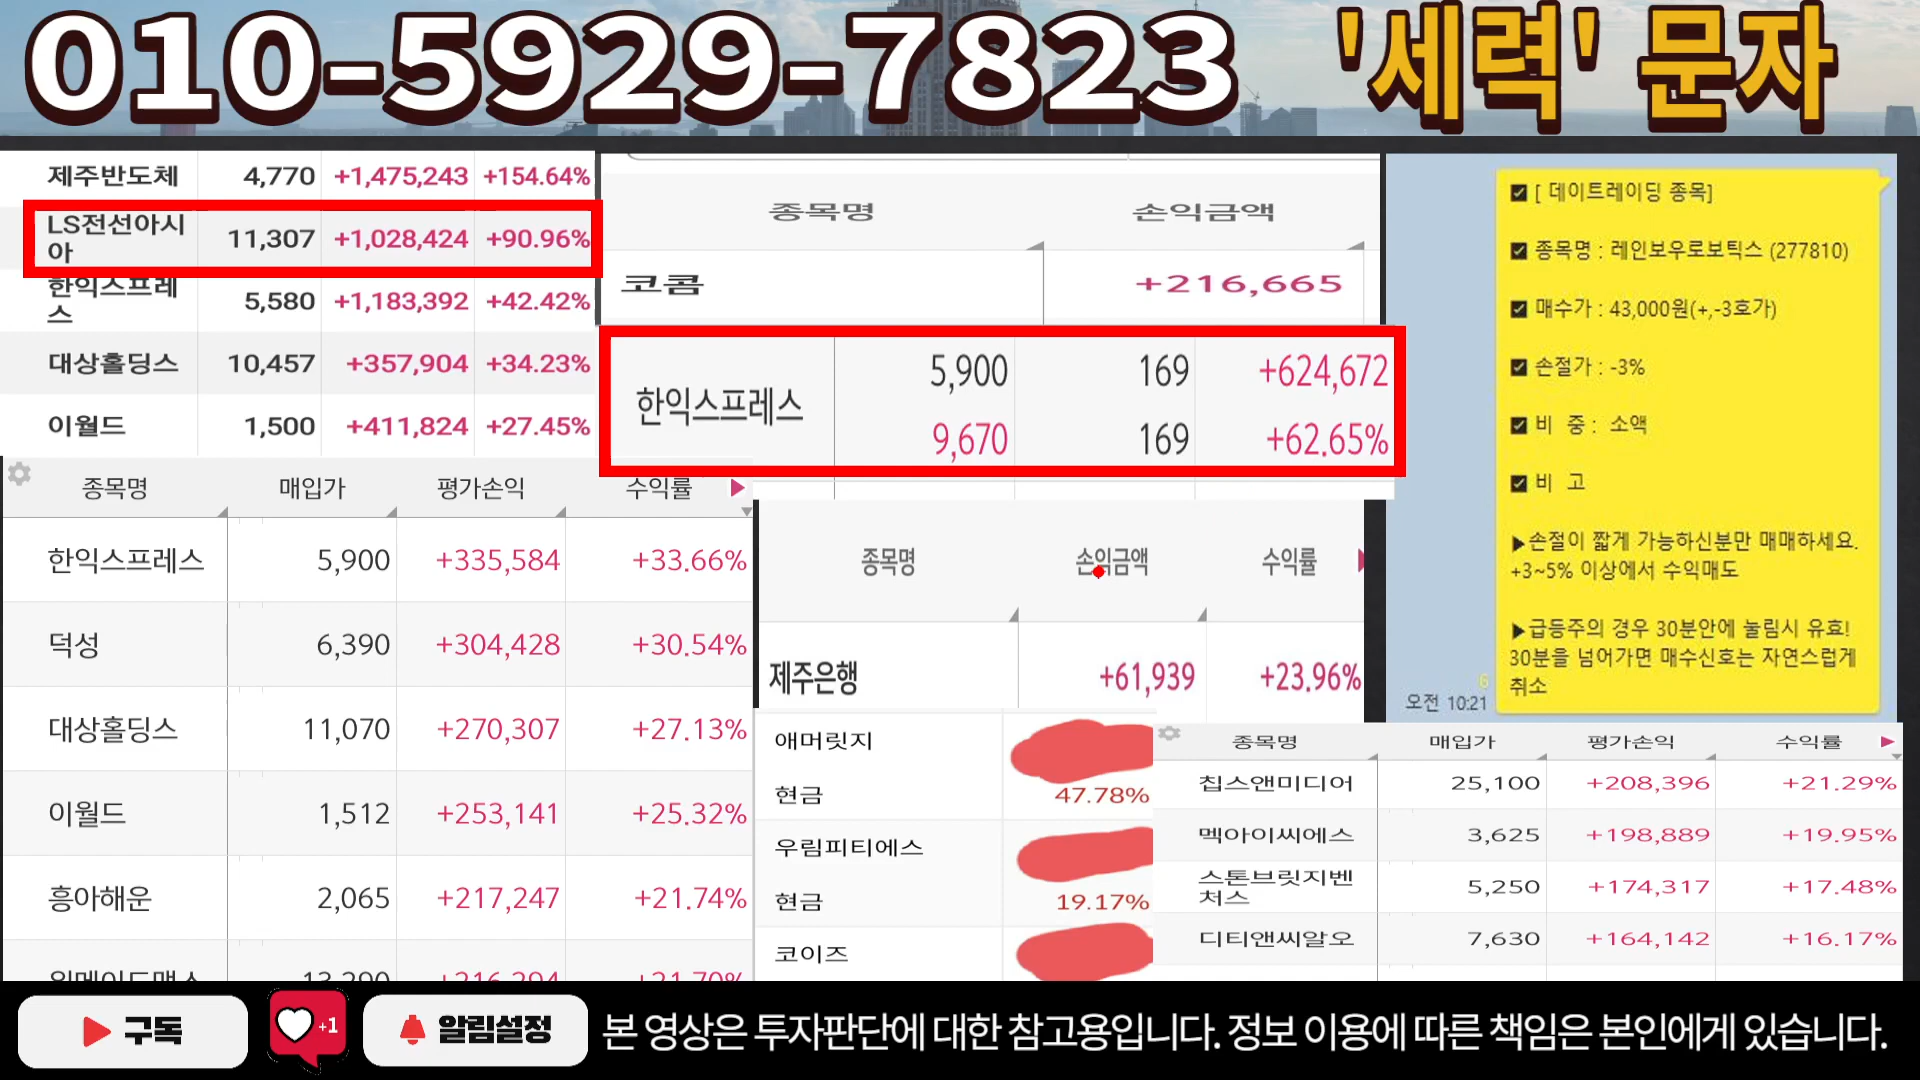 010-5929-7823 '세력' 문자
제주반도체 4,770 +1,475,243 +154.64%
LS전선아시
아 11,307 +1,028,424 +90.96%
한익스프레
스 5,580 +1,183,392 +42.42%
대상홀딩스 10,457 +357,904 +34.23%
이월드 1,500 +411,824 +27.45%
종목명 손익금액
코콤 +216,665
한익스프레스
5,900 169 +624,672
9,670 169 +62.65%
[ 데이트레이딩 종목]
종목명 : 레인보우로보틱스 (277810)
매수가 : 43,000원(+,-3호가)
손절가 : -3%
비 중 : 소액
비 고
▶손절이 짧게 가능하신분만 매매하세요.
+3~5% 이상에서 수익매도
▶급등주의 경우 30분안에 눌림시 유효!
30분을 넘어가면 매수신호는 자연스럽게
취소
6
오전 10:21
종목명 매입가 평가손익 수익률
한익스프레스 5,900 +335,584 +33.66%
덕성 6,390 +304,428 +30.54%
대상홀딩스 11,070 +270,307 +27.13%
이월드 1,512 +253,141 +25.32%
흥아해운 2,065 +217,247 +21.74%
종목명 손익금액 수익률
제주은행 +61,939 +23.96%
애머릿지
현금 47.78%
우림피티에스
현금 19.17%
코이즈
종목명 매입가 평가손익 수익률
칩스앤미디어 25,100 +208,396 +21.29%
멕아이씨에스 3,625 +198,889 +19.95%
스톤브릿지벤
처스 5,250 +174,317 +17.48%
디티앤씨알오 7,630 +164,142 +16.17%
구독 +1 알림설정 본 영상은 투자판단에 대한 참고용입니다. 정보 이용에 따른 책임은 본인에게 있습니다.